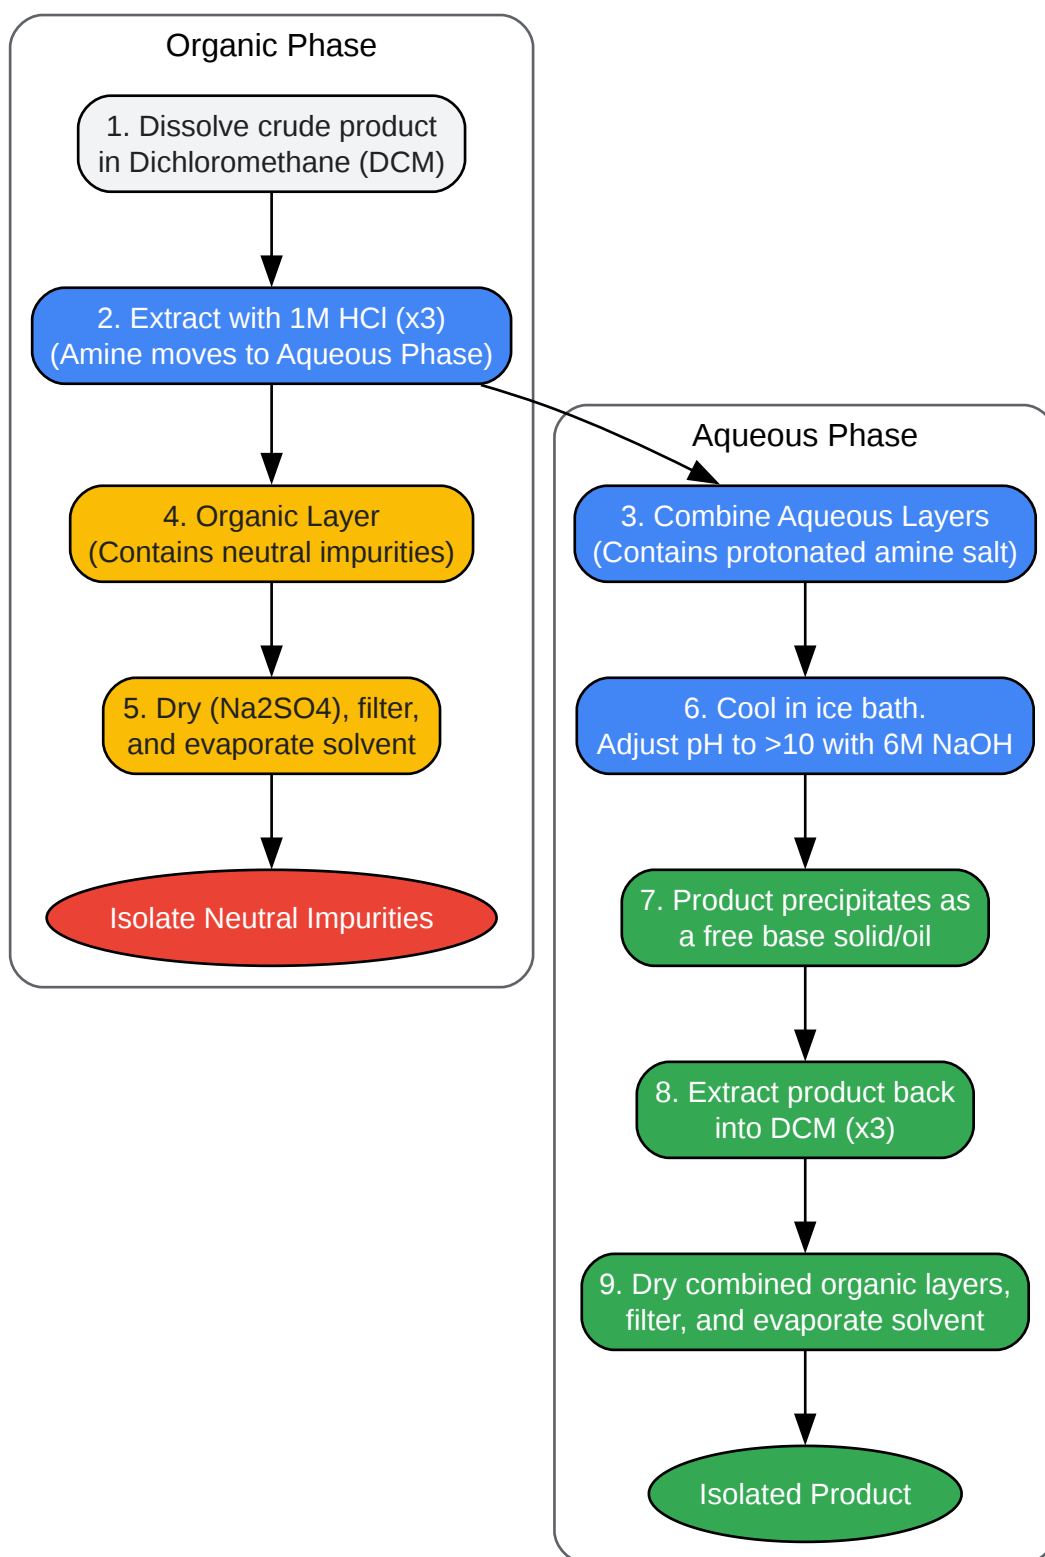 Organic Phase
1. Dissolve crude product
in Dichloromethane (DCM)
2. Extract with 1M HCl (x3)
(Amine moves to Aqueous Phase)
4. Organic Layer
(Contains neutral impurities)
5. Dry (Na2SO4), filter,
and evaporate solvent
Isolate Neutral Impurities
Aqueous Phase
3. Combine Aqueous Layers
(Contains protonated amine salt)
6. Cool in ice bath.
Adjust pH to >10 with 6M NaOH
7. Product precipitates as
a free base solid/oil
8. Extract product back
into DCM (x3)
9. Dry combined organic layers,
filter, and evaporate solvent
Isolated Product